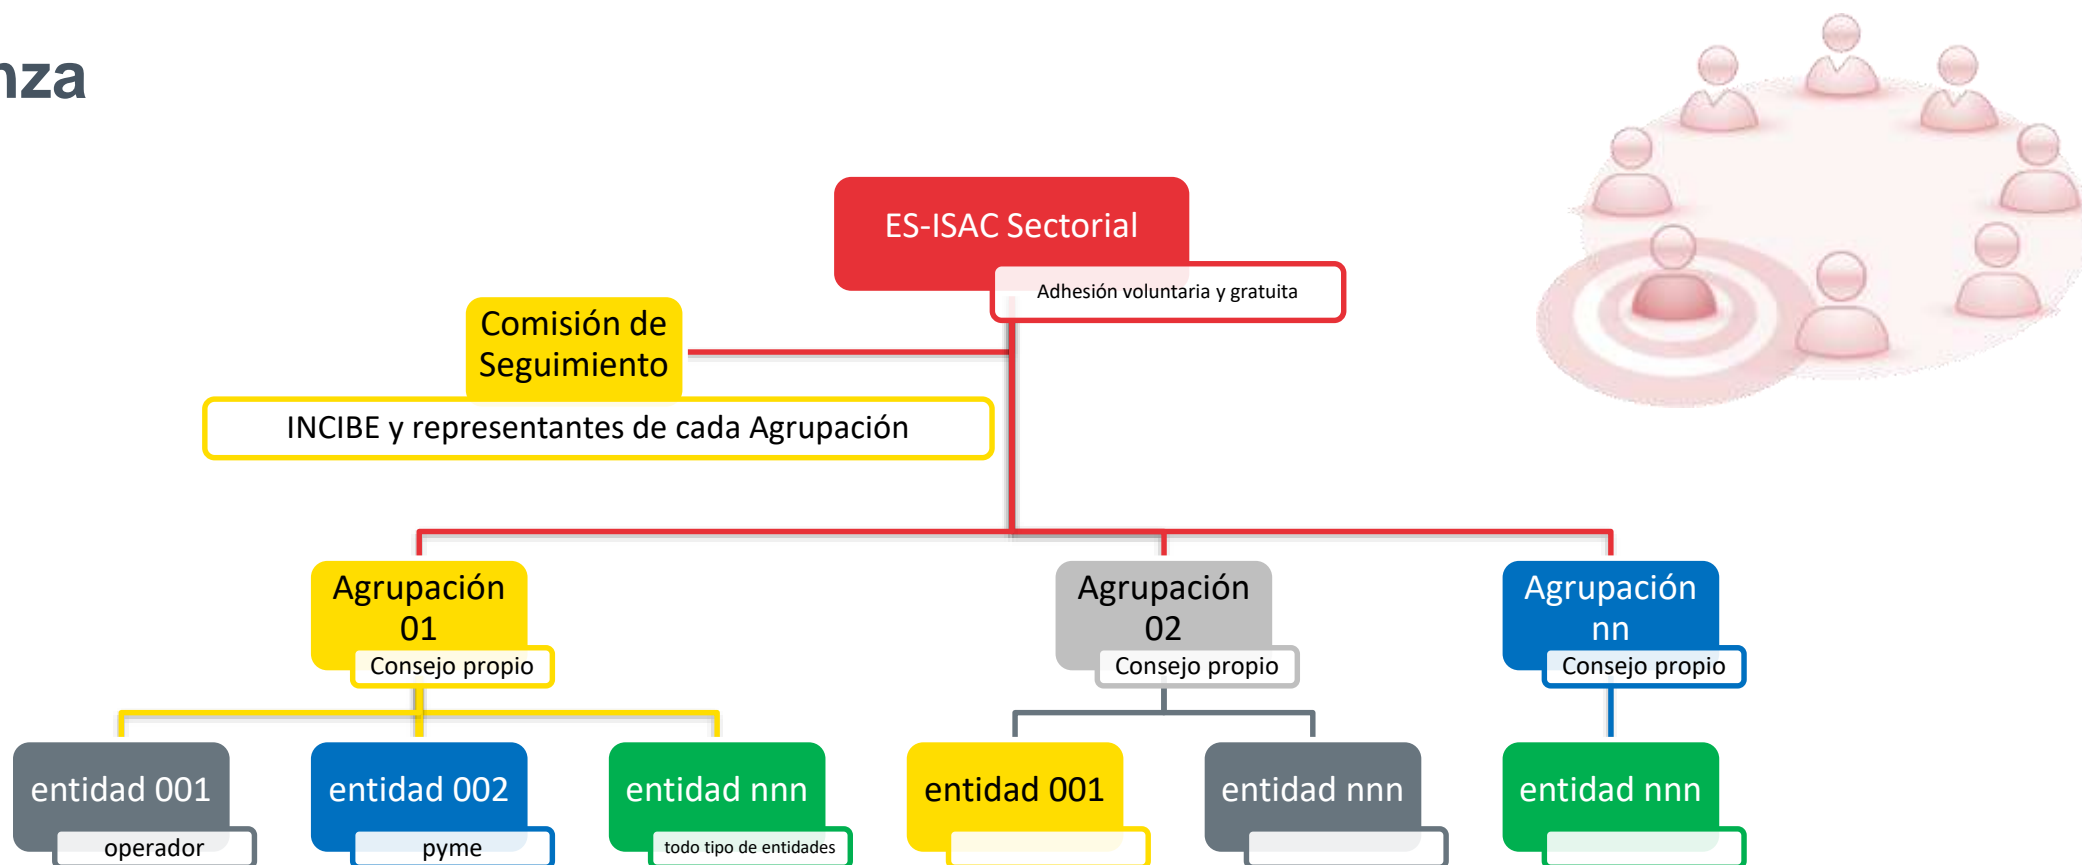 nza
ES-ISAC Sectorial
Adhesión voluntaria y gratuita
Comisión de
Seguimiento
INCIBE y representantes de cada Agrupación
Agrupación
01
Consejo propio
Agrupación
02
Consejo propio
Agrupación
nn
Consejo propio
entidad 001
operador
entidad 002
pyme
entidad nnn
todo tipo de entidades
entidad 001
entidad nnn
entidad nnn